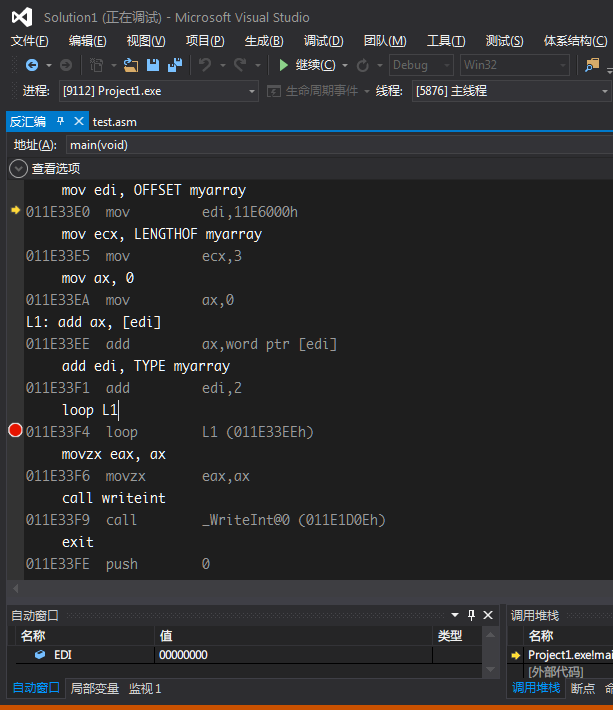 Solution1 (正在调试) - Microsoft Visual Studio
文件(F) 编辑(E) 视图(V) 项目(P) 生成(B) 调试(D) 团队(M) 工具(T) 测试(S) 体系结构(C)
继续(C) Debug Win32
进程: [9112] Project1.exe 生命周期事件 线程: [5876] 主线程
反汇编 test.asm
地址(A): main(void)
查看选项
mov edi, OFFSET myarray
011E33E0 mov edi,11E6000h
mov ecx, LENGTHOF myarray
011E33E5 mov ecx,3
mov ax, 0
011E33EA mov ax,0
L1: add ax, [edi]
011E33EE add ax,word ptr [edi]
add edi, TYPE myarray
011E33F1 add edi,2
loop L1
011E33F4 loop L1 (011E33EEh)
movzx eax, ax
011E33F6 movzx eax,ax
call writeint
011E33F9 call _WriteInt@0 (011E1D0Eh)
exit
011E33FE push 0
自动窗口 调用堆栈
名称 值 类型 名称
EDI 00000000 Project1.exe!mai
[外部代码]
自动窗口 局部变量 监视 1 调用堆栈 断点 命